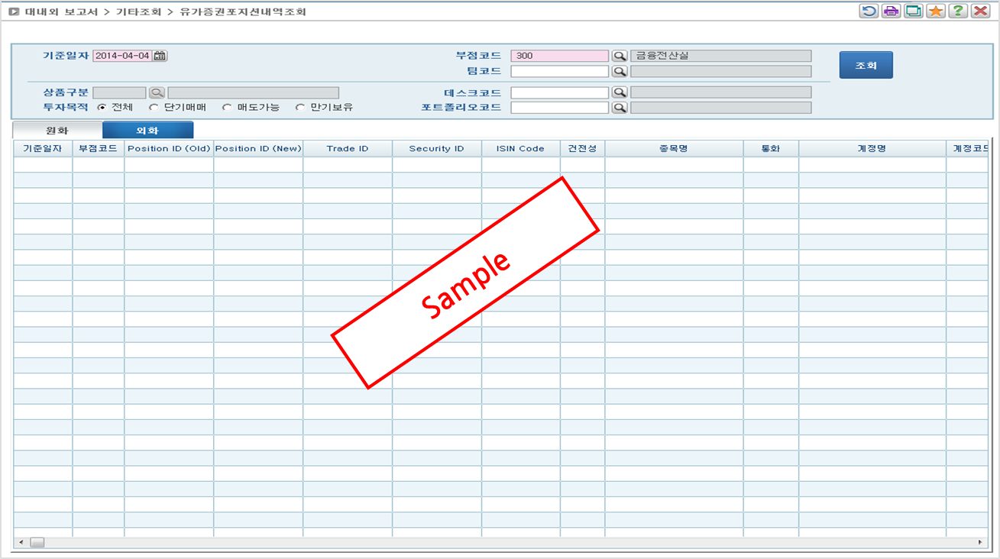 대내외 보고서 > 기타조회 > 유가증권포지션내역조회
기준일자 2014-04-04 부점코드 300 금융전산실
조회
팀코드
상품구분 데스크코드
투자목적 전체 단기매매 매도가능 만기보유 포트폴리오코드
원화 외화
기준일자 부점코드 Position ID (Old) Position ID (New) Trade ID Security ID ISIN Code 건전성 종목명 통화 계정명 계정코드
Sample